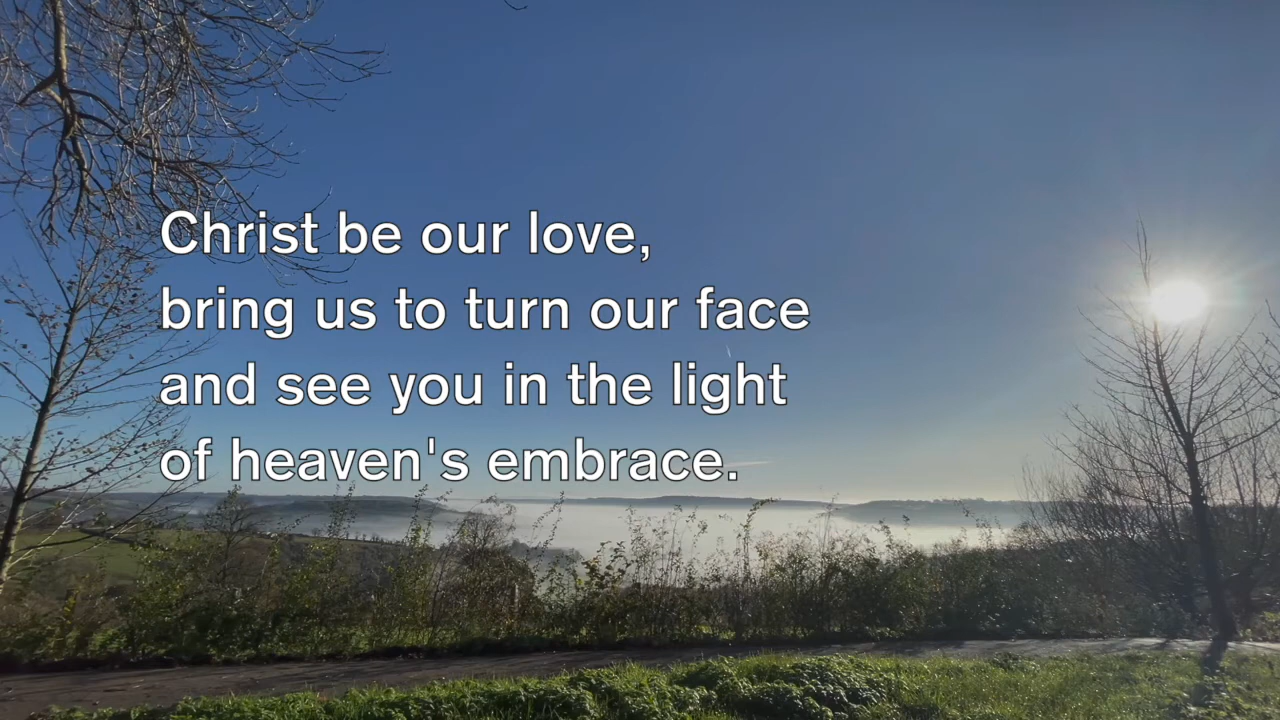 Christ be our love,
bring us to turn our face
and see you in the light
of heaven's embrace.